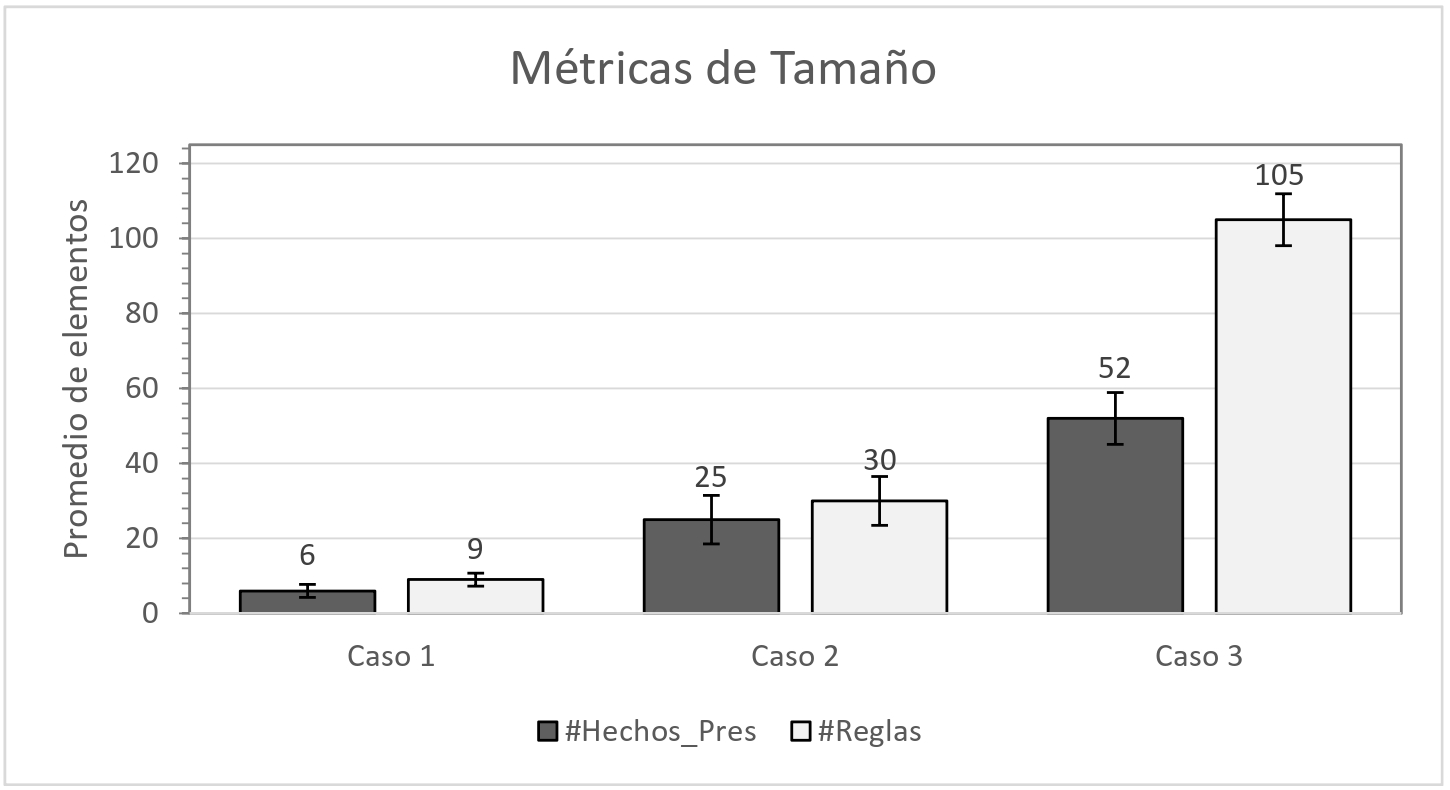 Métricas de Tamaño
Promedio de elementos
120
100
80
60
40
20
0
6
9
25
30
52
105
Caso 1
Caso 2
Caso 3
#Hechos_Pres
#Reglas